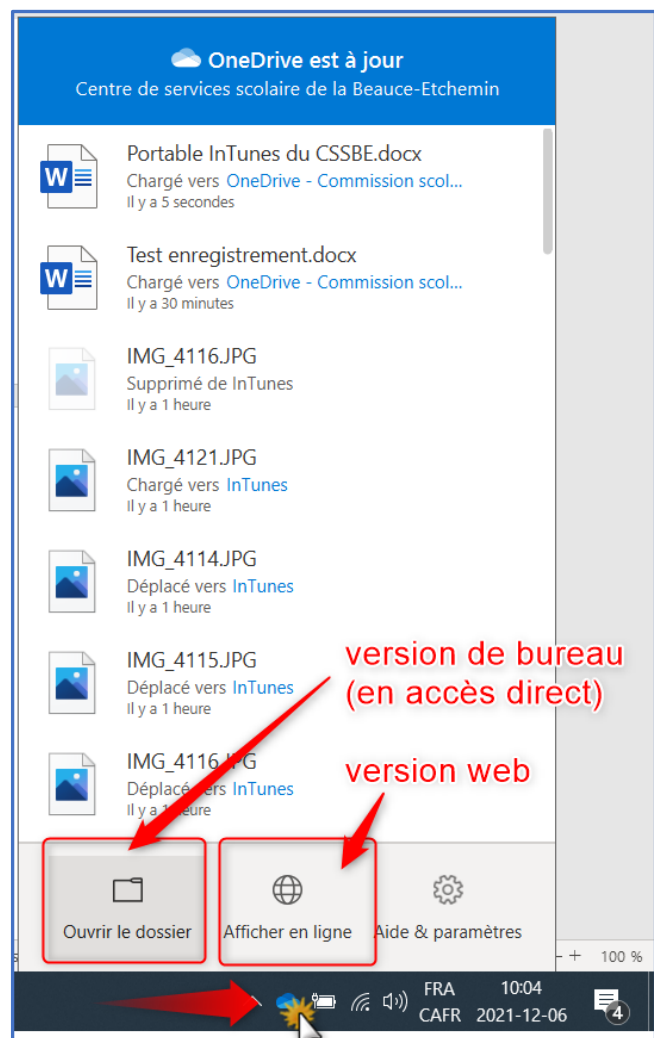 OneDrive est à jour
Centre de services scolaire de la Beauce-Etchemin
Portable InTunes du CSSBE.docx
Chargé vers OneDrive - Commission scol...
Il y a 5 secondes
Test enregistrement.docx
Chargé vers OneDrive - Commission scol...
Il y a 30 minutes
IMG_4116.JPG
Supprimé de InTunes
Il y a 1 heure
IMG_4121.JPG
Chargé vers InTunes
Il y a 1 heure
IMG_4114.JPG
Déplacé vers InTunes
Il y a 1 heure
IMG_4115.JPG
Déplacé vers InTunes
Il y a 1 heure
version de bureau
(en accès direct)
IMG_4116.JPG
Déplacé vers InTunes
Il y a 1 heure
version web
Ouvrir le dossier
Afficher en ligne
Aide & paramètres
- + 100 %
FRA
CAFR
10:04
2021-12-06
4